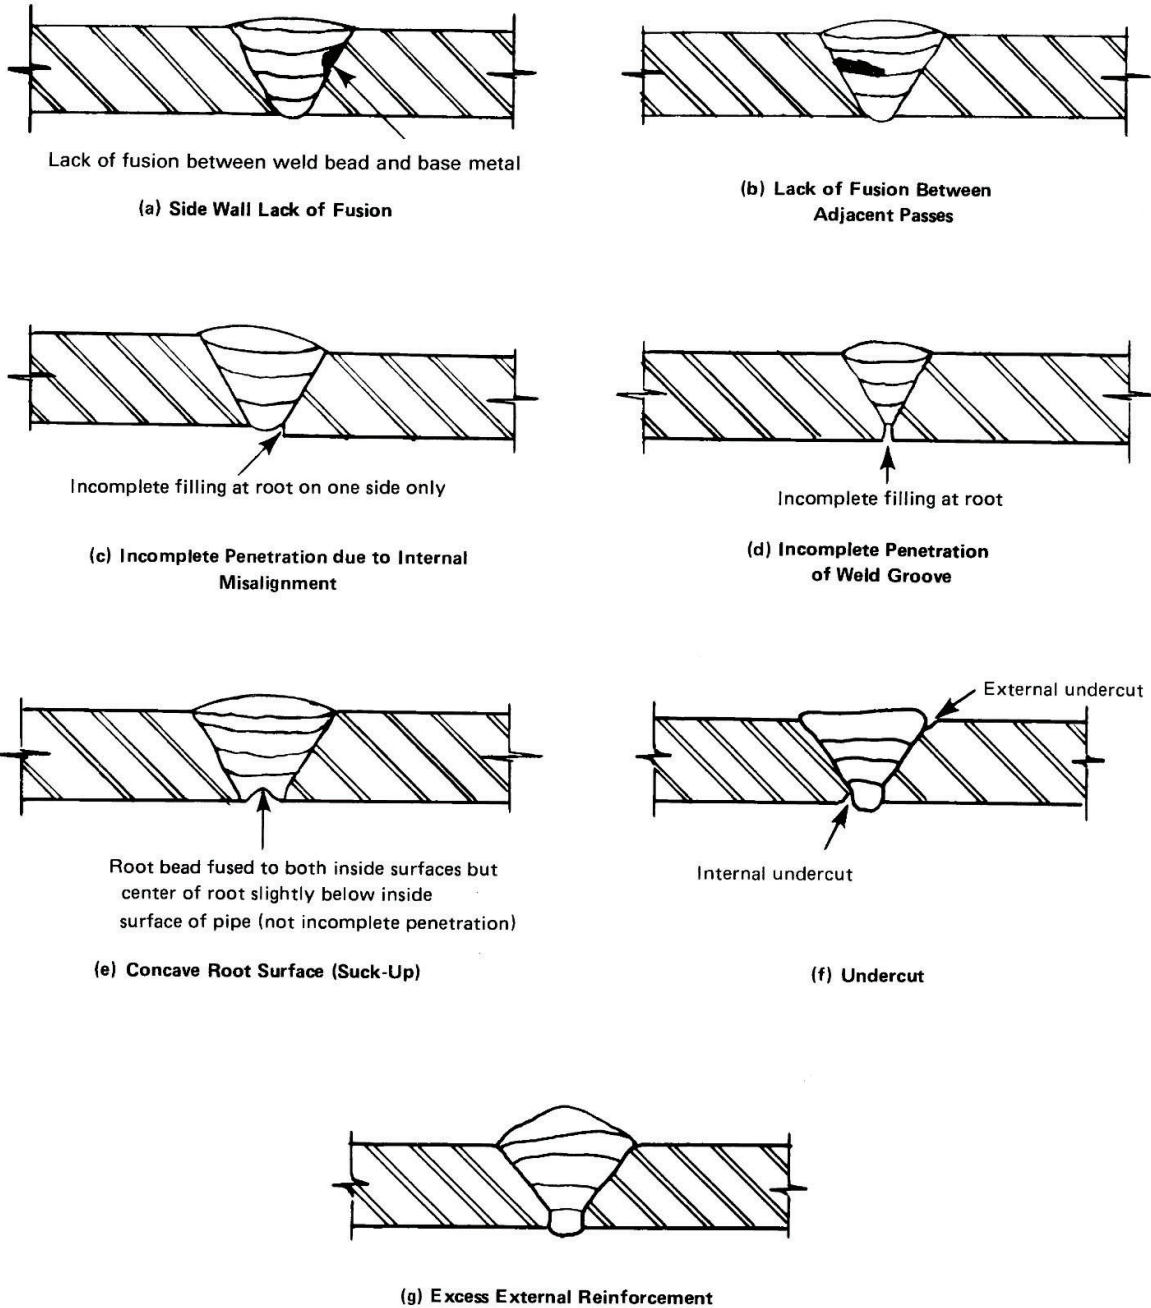 Lack of fusion between weld bead and base metal
(a) Side Wall Lack of Fusion
(b) Lack of Fusion Between
Adjacent Passes
Incomplete filling at root on one side only
(c) Incomplete Penetration due to Internal
Misalignment
Incomplete filling at root
(d) Incomplete Penetration
of Weld Groove
Root bead fused to both inside surfaces but
center of root slightly below inside
surface of pipe (not incomplete penetration)
(e) Concave Root Surface (Suck-Up)
External undercut
Internal undercut
(f) Undercut
(g) Excess External Reinforcement